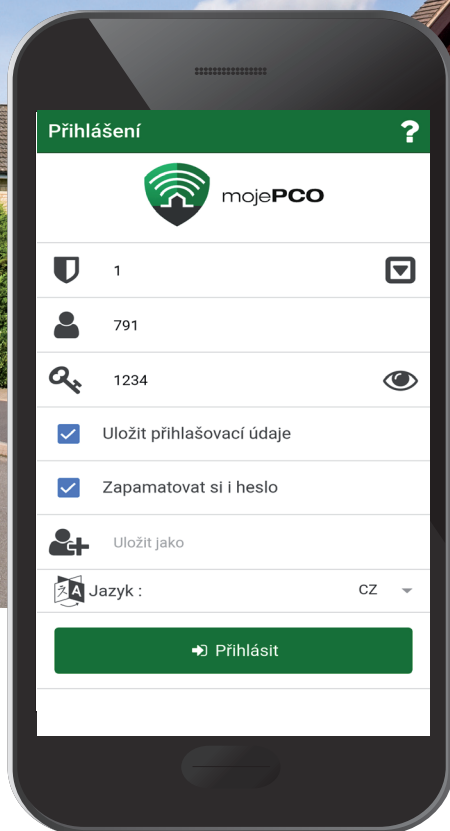 Přihlášení ?
mojePCO
1
791
1234
Uložit přihlašovací údaje
Zapamatovat si i heslo
Uložit jako
A Jazyk : CZ
Přihlásit